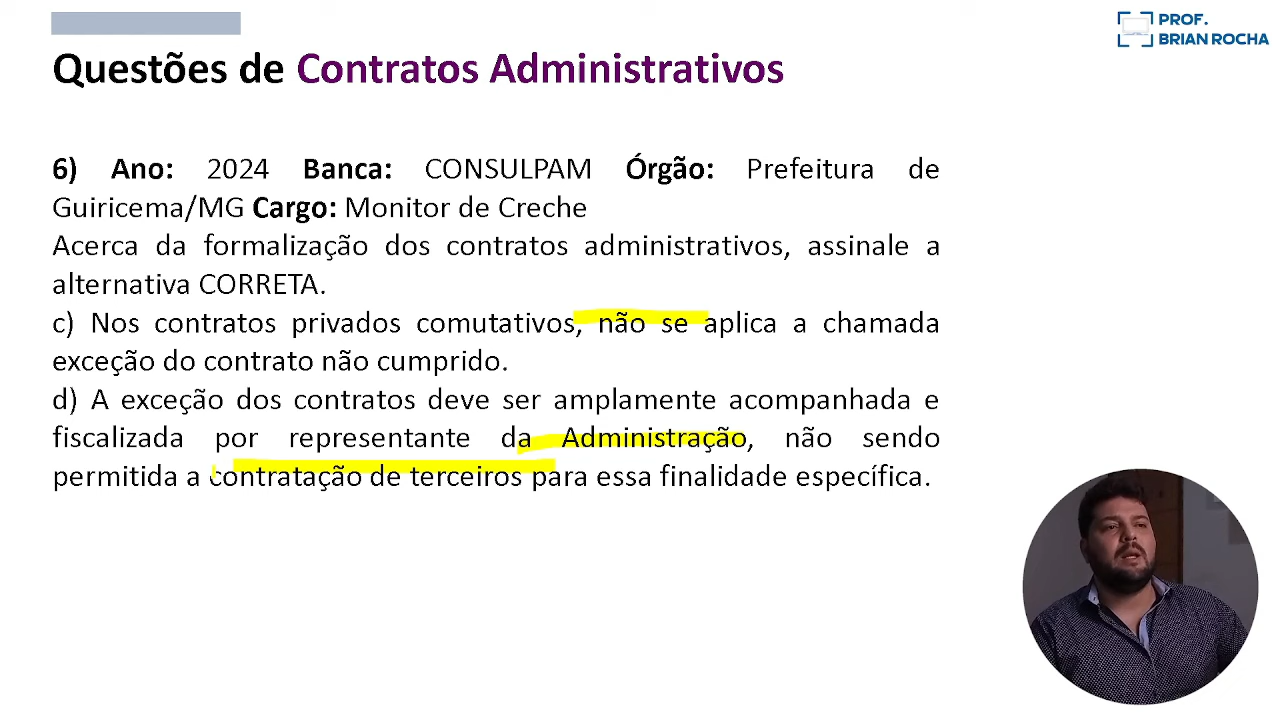 PROF.
BRIAN ROCHA
Questões de Contratos Administrativos
6) Ano: 2024 Banca: CONSULPAM Órgão: Prefeitura de
Guiricema/MG Cargo: Monitor de Creche
Acerca da formalização dos contratos administrativos, assinale a
alternativa CORRETA.
c) Nos contratos privados comutativos, não se aplica a chamada
exceção do contrato não cumprido.
d) A exceção dos contratos deve ser amplamente acompanhada e
fiscalizada por representante da Administração, não sendo
permitida a contratação de terceiros para essa finalidade específica.